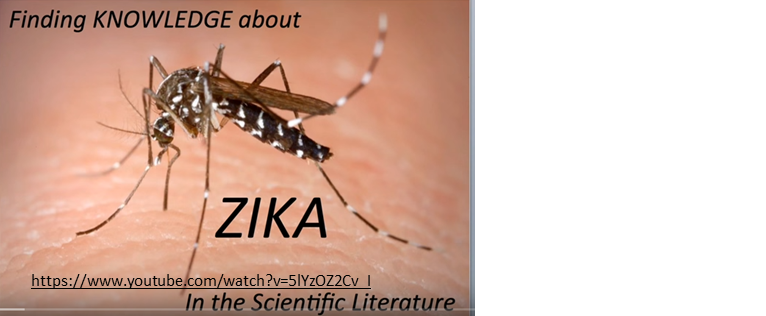 Finding KNOWLEDGE about
ZIKA
https://www.youtube.com/watch?v=5lYzOZ2Cv_I
In the Scientific Literature